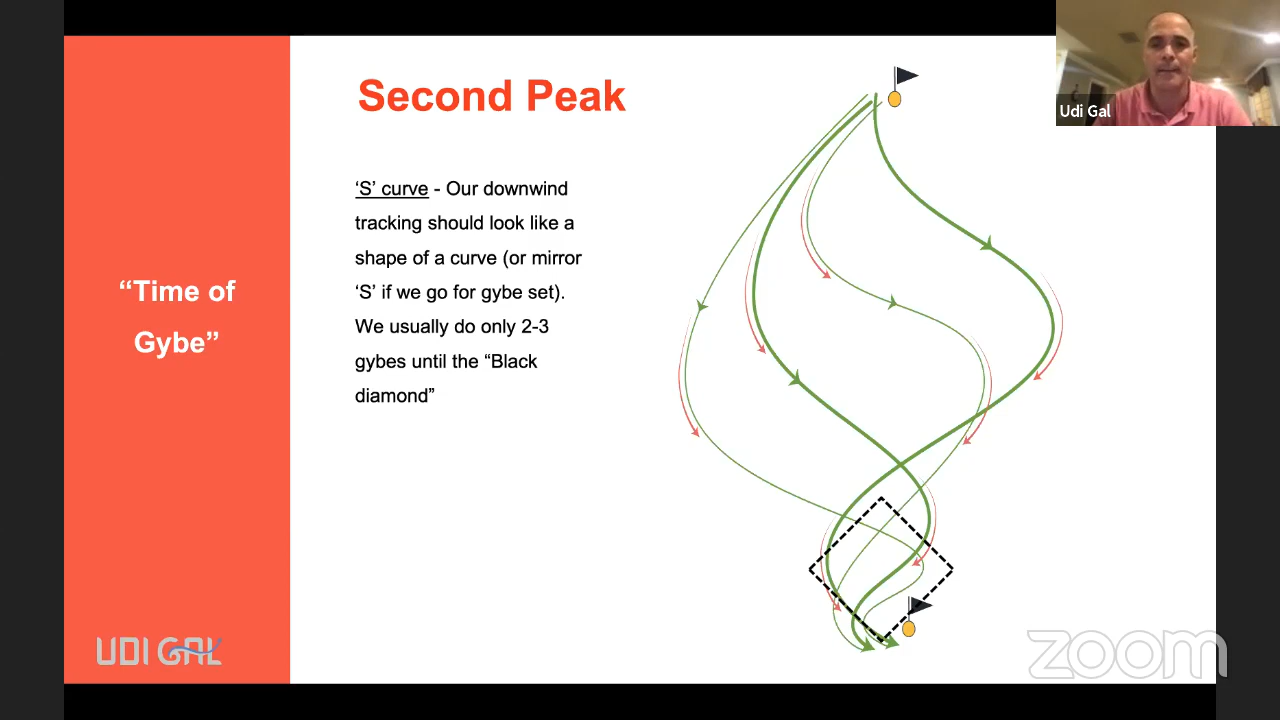 Second Peak
Udi Gal
‘S’ curve - Our downwind
tracking should look like a
shape of a curve (or mirror
‘S’ if we go for gybe set).
We usually do only 2-3
gybes until the “Black
diamond”
“Time of
Gybe”
UDI GAL
zoom